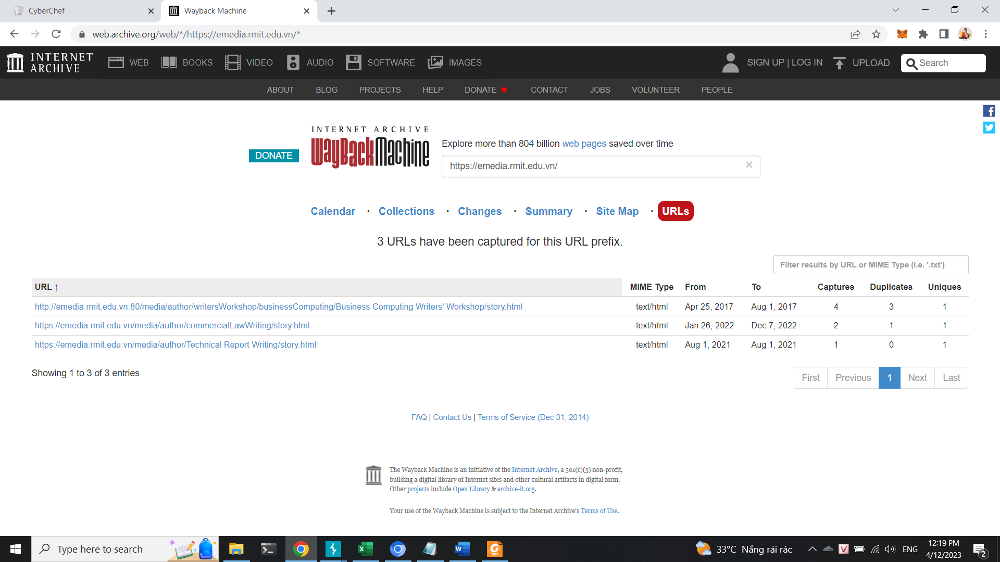 CyberChef
Wayback Machine
web.archive.org/web/*/https://emedia.rmit.edu.vn/*
INTERNET ARCHIVE
WEB BOOKS VIDEO AUDIO SOFTWARE IMAGES
SIGN UP | LOG IN UPLOAD Search
ABOUT BLOG PROJECTS HELP DONATE CONTACT JOBS VOLUNTEER PEOPLE
INTERNET ARCHIVE
WayBackMachine
DONATE
Explore more than 804 billion web pages saved over time
https://emedia.rmit.edu.vn/
Calendar · Collections · Changes · Summary · Site Map · URLs
3 URLs have been captured for this URL prefix.
Filter results by URL or MIME Type (i.e. '.txt')
URL ↑ MIME Type From To Captures Duplicates Uniques
http://emedia.rmit.edu.vn:80/media/author/writersWorkshop/businessComputing/Business Computing Writers' Workshop/story.html text/html Apr 25, 2017 Aug 1, 2017 4 3 1
https://emedia.rmit.edu.vn/media/author/commercialLawWriting/story.html text/html Jan 26, 2022 Dec 7, 2022 2 1 1
https://emedia.rmit.edu.vn/media/author/Technical Report Writing/story.html text/html Aug 1, 2021 Aug 1, 2021 1 0 1
Showing 1 to 3 of 3 entries
First Previous 1 Next Last
FAQ | Contact Us | Terms of Service (Dec 31, 2014)
The Wayback Machine is an initiative of the Internet Archive, a 501(c)(3) non-profit,
building a digital library of Internet sites and other cultural artifacts in digital form.
Other projects include Open Library & archive-it.org.
Your use of the Wayback Machine is subject to the Internet Archive's Terms of Use.
Type here to search
33°C Nắng rải rác
ENG
12:19 PM
4/12/2023
2